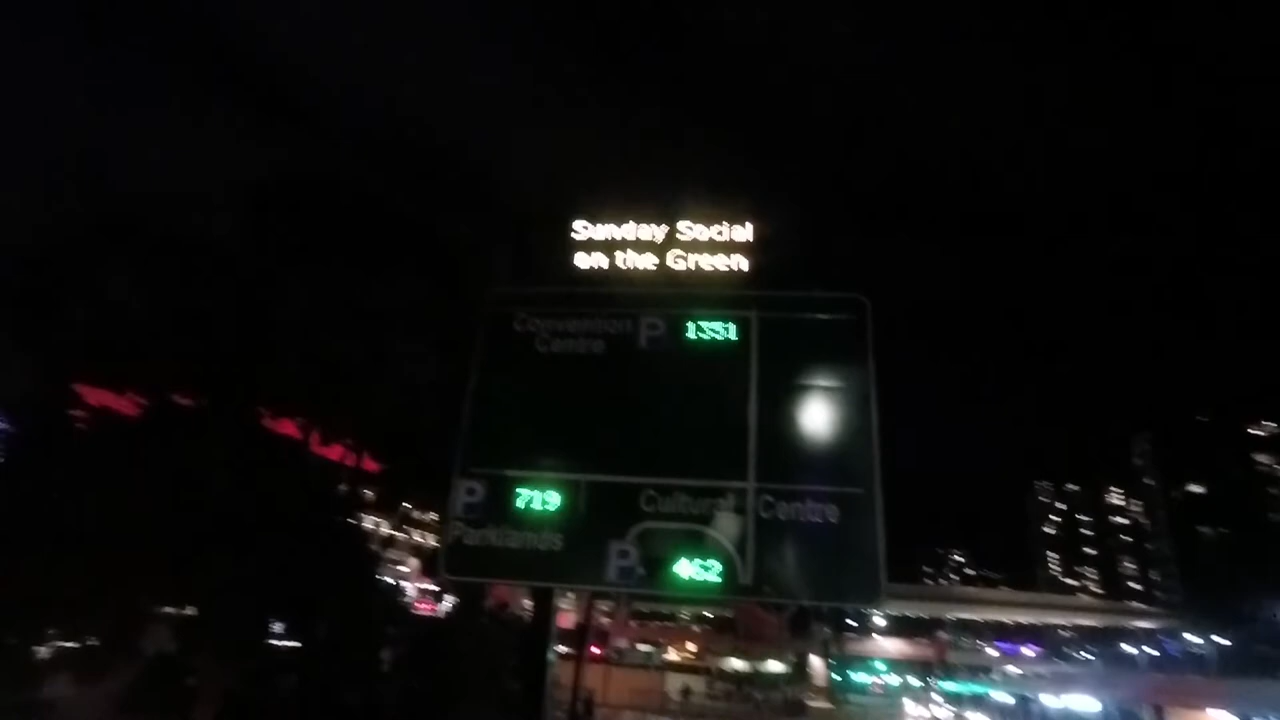 Sunday Social
on the Green
Convention P 1351
Centre
P 719
Cultural Centre
Parklands
P 462